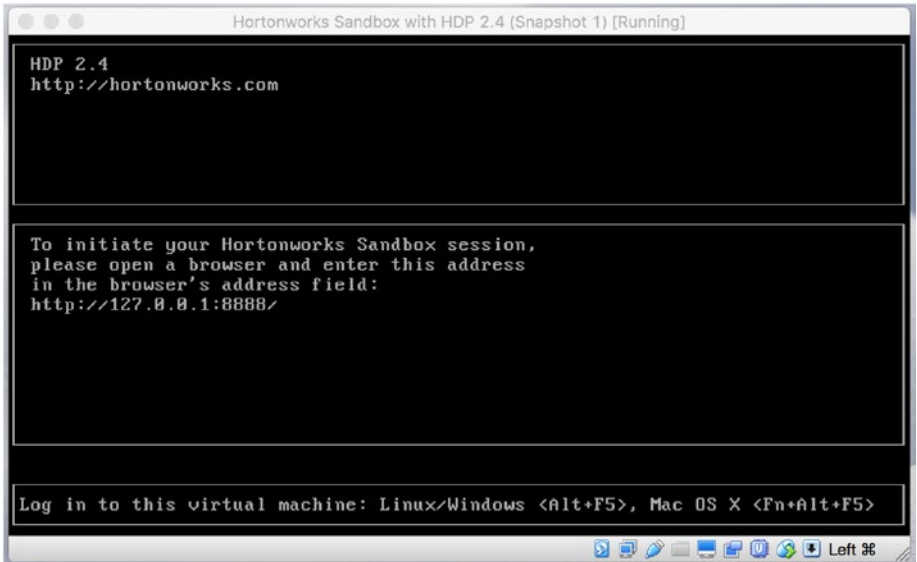 Hortonworks Sandbox with HDP 2.4 (Snapshot 1) [Running]
HDP 2.4
http://hortonworks.com
To initiate your Hortonworks Sandbox session,
please open a browser and enter this address
in the browser's address field:
http://127.0.0.1:8888/
Log in to this virtual machine: Linux/Windows <Alt+F5>, Mac OS X <Fn+Alt+F5>
Left ⌘